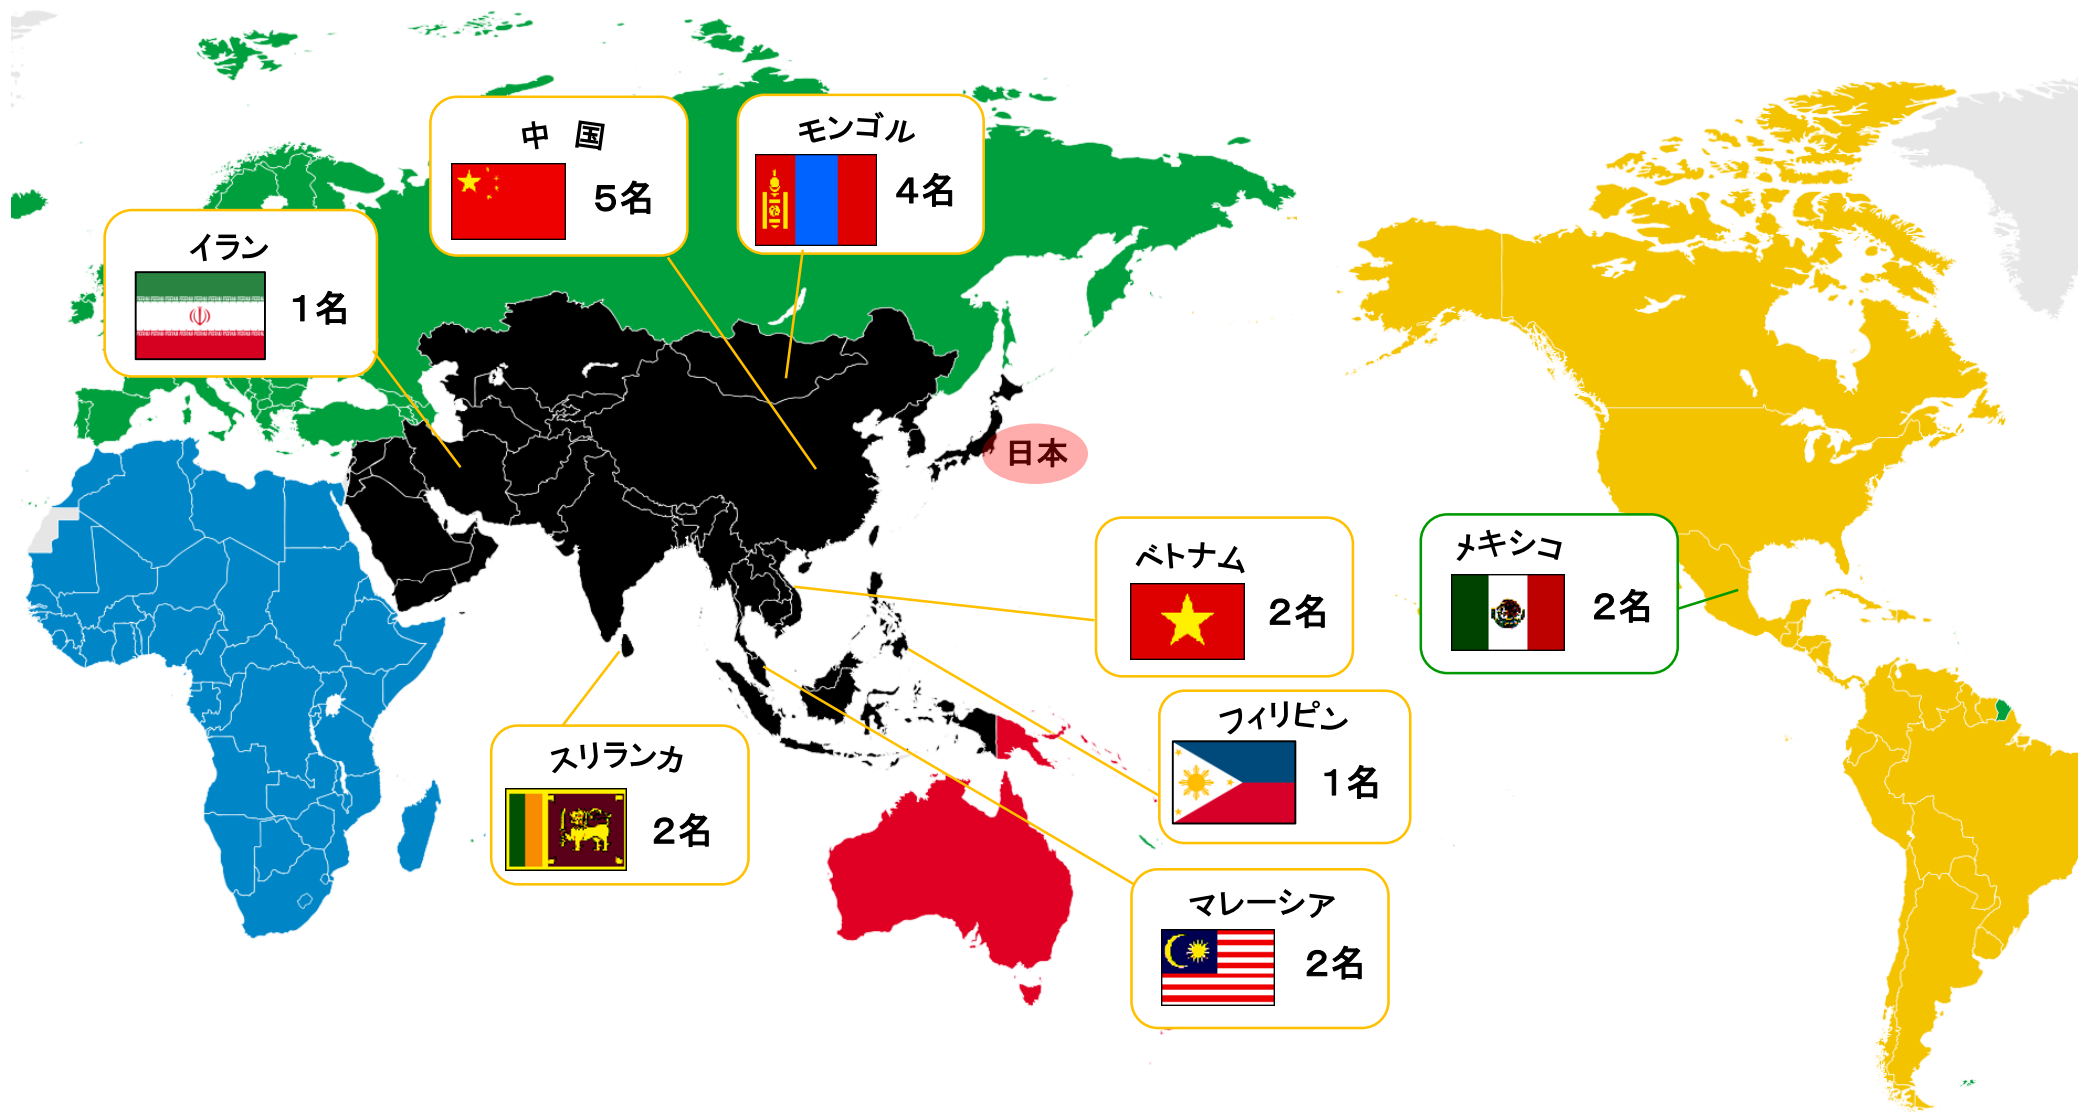 中　国
５名
モンゴル
４名
イラン
１名
日本
ベトナム
２名
メキシコ
２名
スリランカ
２名
フィリピン
１名
マレーシア
２名